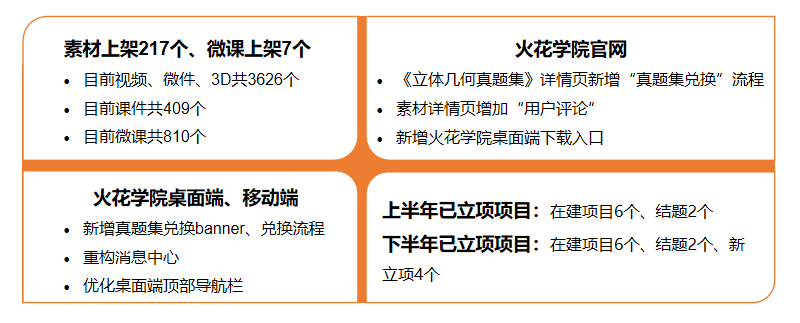 素材上架217个、微课上架7个
• 目前视频、微件、3D共3626个
• 目前课件共409个
• 目前微课共810个
火花学院官网
• 《立体几何真题集》详情页新增“真题集兑换”流程
• 素材详情页增加“用户评论”
• 新增火花学院桌面端下载入口
火花学院桌面端、移动端
• 新增真题集兑换banner、兑换流程
• 重构消息中心
• 优化桌面端顶部导航栏
上半年已立项项目：在建项目6个、结题2个
下半年已立项项目：在建项目6个、结题2个、新
立项4个